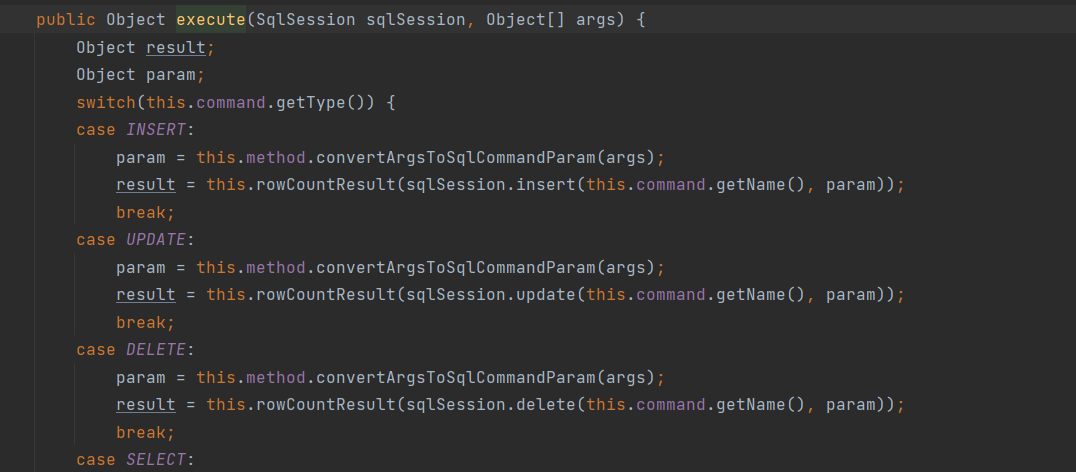 public Object execute(SqlSession sqlSession, Object[] args) {
Object result;
Object param;
switch(this.command.getType()) {
case INSERT:
param = this.method.convertArgsToSqlCommandParam(args);
result = this.rowCountResult(sqlSession.insert(this.command.getName(), param));
break;
case UPDATE:
param = this.method.convertArgsToSqlCommandParam(args);
result = this.rowCountResult(sqlSession.update(this.command.getName(), param));
break;
case DELETE:
param = this.method.convertArgsToSqlCommandParam(args);
result = this.rowCountResult(sqlSession.delete(this.command.getName(), param));
break;
case SELECT: